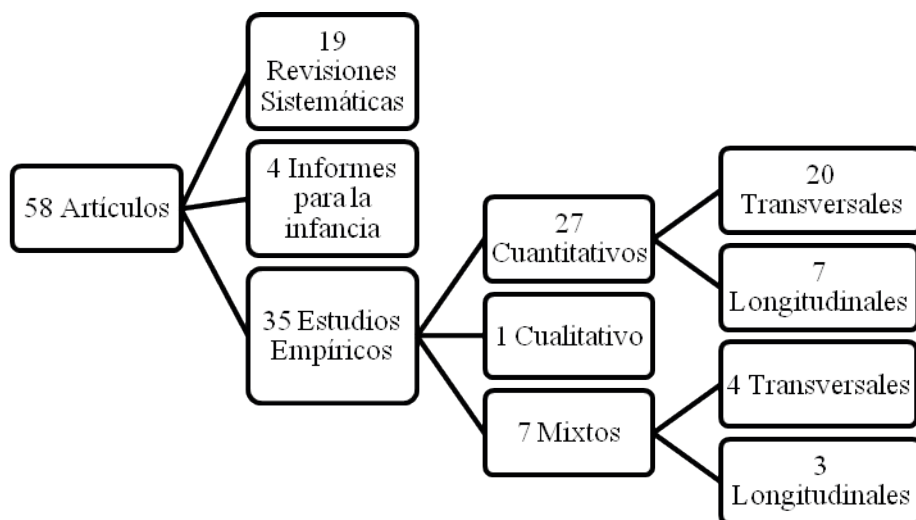 58 Artículos
19
Revisiones
Sistemáticas
4 Informes
para la
infancia
35 Estudios
Empíricos
27
Cuantitativos
1 Cualitativo
7 Mixtos
20
Transversales
7
Longitudinales
4 Transversales
3
Longitudinales